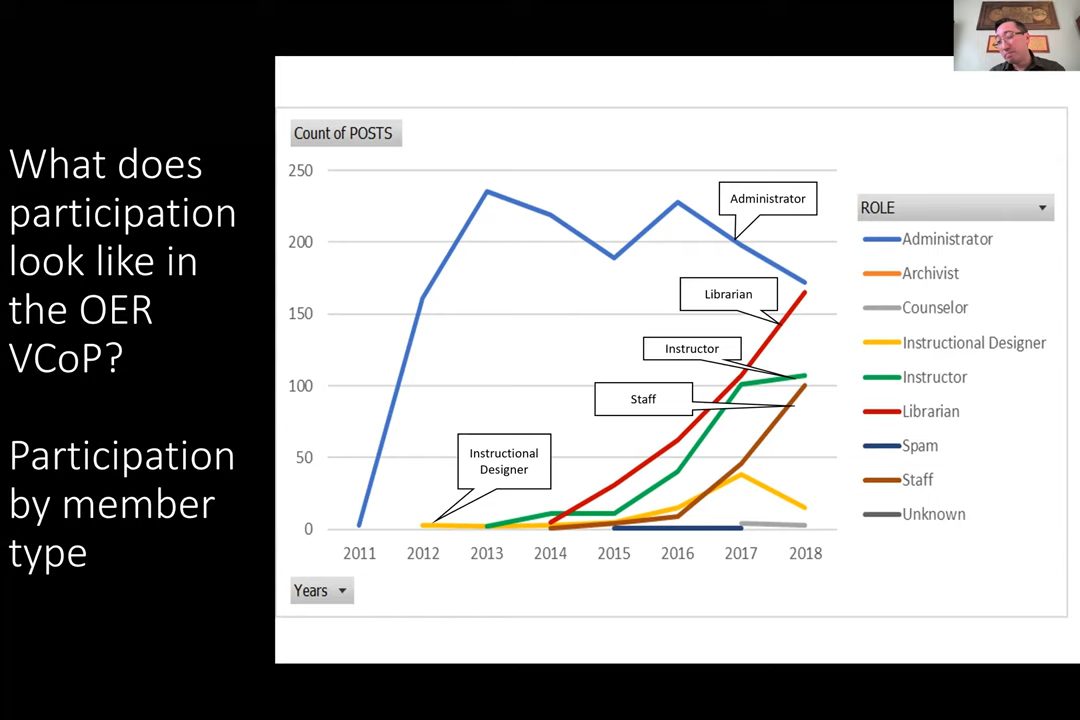 What does
participation
look like in
the OER
VCoP?
Participation
by member
type
Count of POSTS
250
200
150
100
50
0
2011 2012 2013 2014 2015 2016 2017 2018
Years
Administrator
Librarian
Instructor
Staff
Instructional
Designer
ROLE
Administrator
Archivist
Counselor
Instructional Designer
Instructor
Librarian
Spam
Staff
Unknown